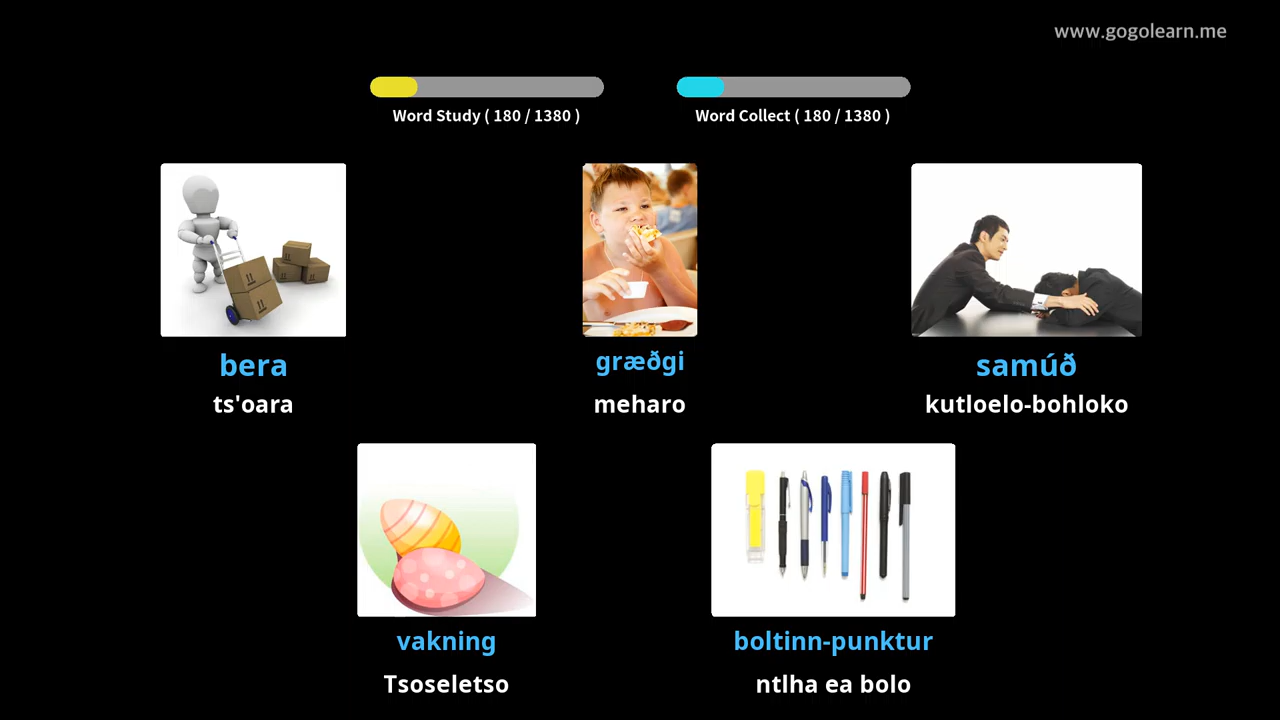 www.gogolearn.me
Word Study ( 180 / 1380 )
Word Collect ( 180 / 1380 )
bera
ts'oara
græðgi
meharo
samúð
kutloelo-bohloko
vakning
Tsoseletso
boltinn-punktur
ntlha ea bolo